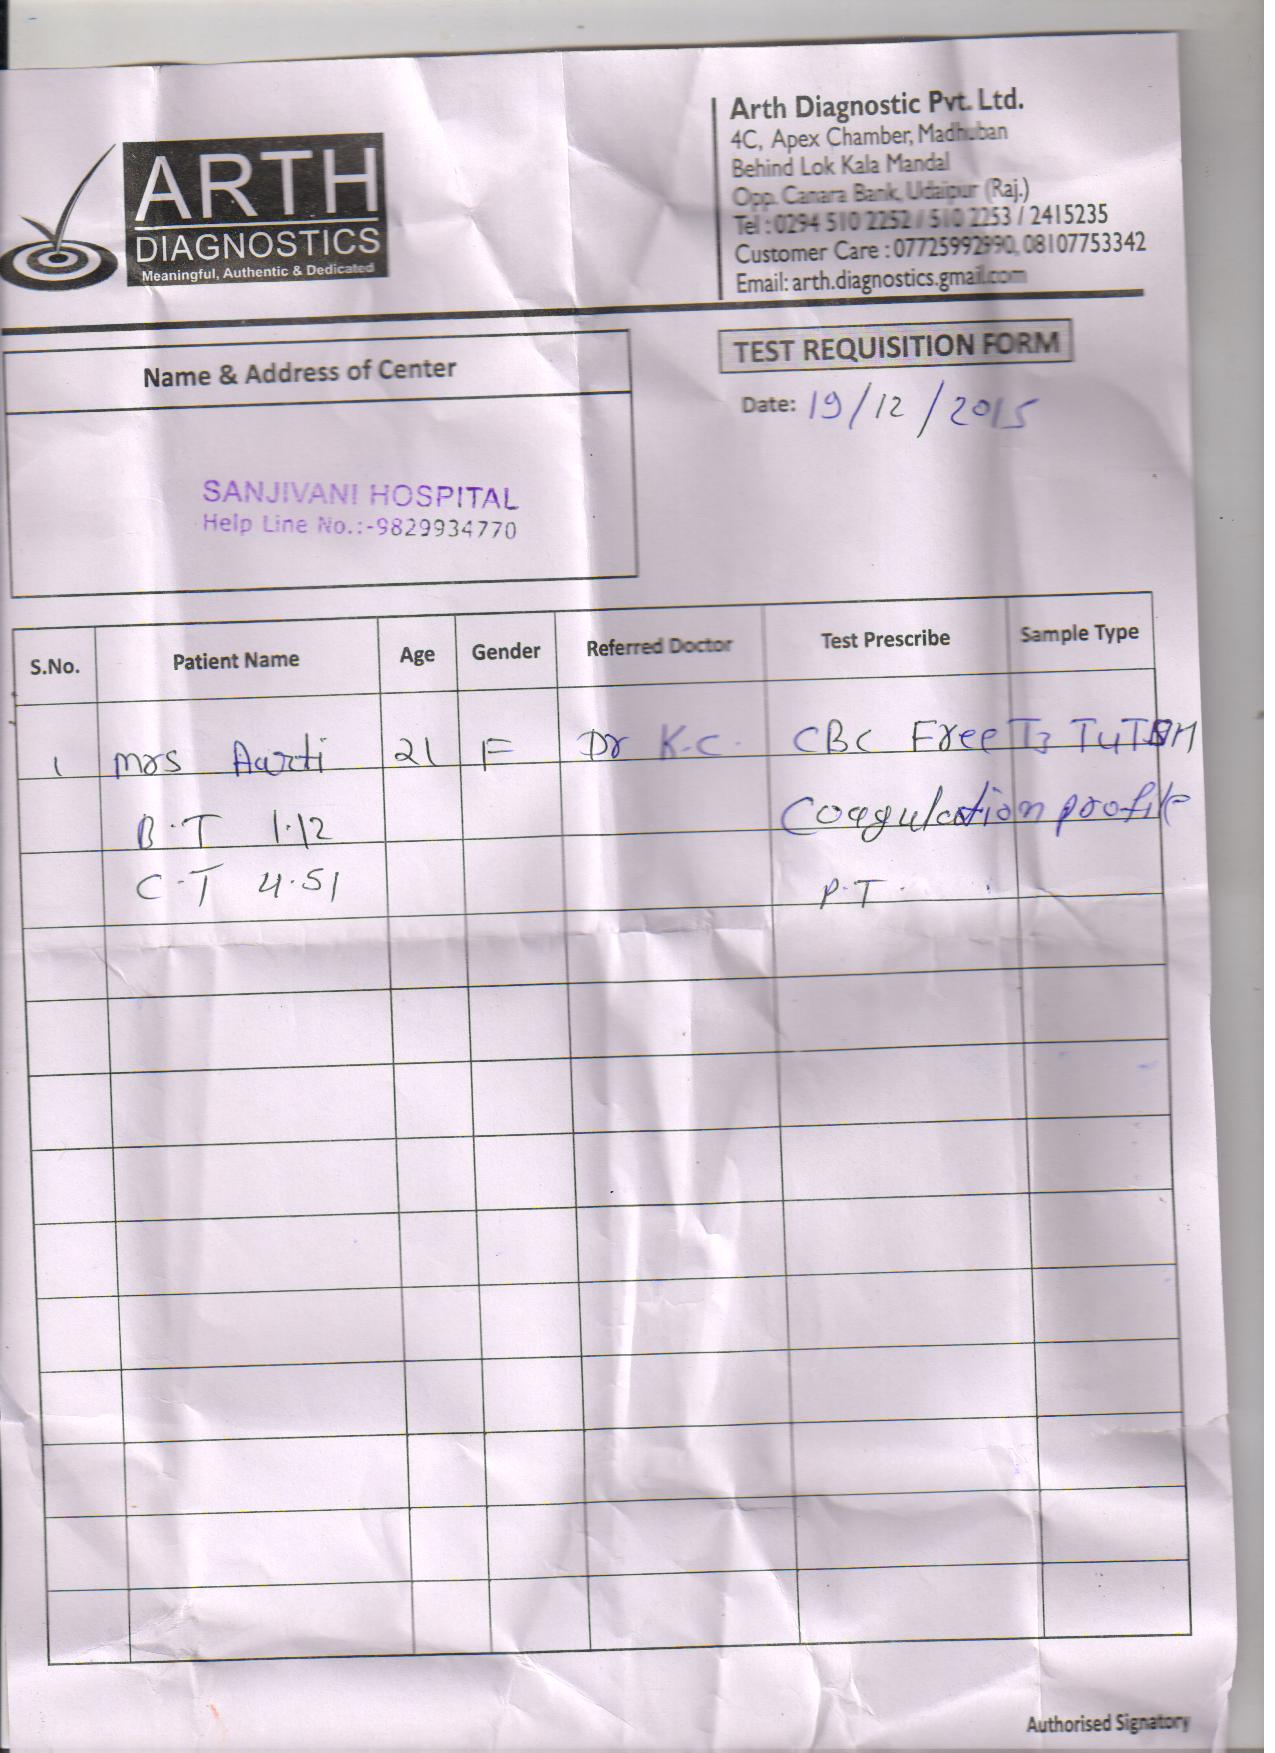 ARTH
DIAGNOSTICS
Meaningful, Authentic & Dedicated
Arth Diagnostic Pvt. Ltd.
4C, Apex Chamber, Madhuban
Behind Lok Kala Mandal
Opp. Canara Bank, Udaipur (Raj.)
Tel : 0294 510 2252 / 510 2253 / 2415235
Customer Care : 07725992990, 08107753342
Email: arth.diagnostics.gmail.com
Name & Address of Center
SANJIVANI HOSPITAL
Help Line No.:-9829934770
TEST REQUISITION FORM
Date: 19/12/2015
S.No. Patient Name Age Gender Referred Doctor Test Prescribe Sample Type
1 Mrs Aarti 21 F Dr K.C. CBC Free T3 T4 TSH
B.T 1.12 Coagulation profile
C.T 4.51 P.T
Authorised Signatory